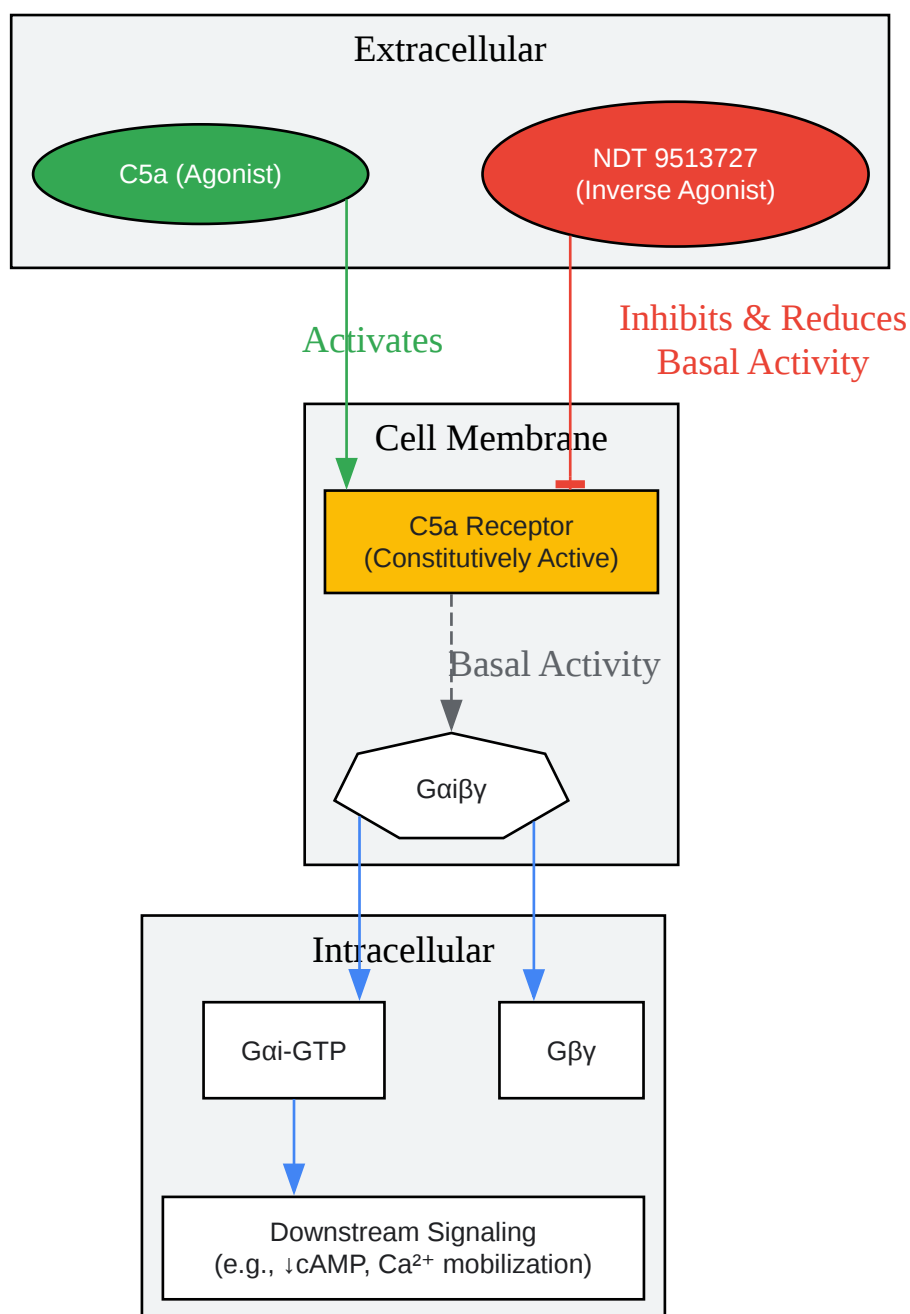 Extracellular
C5a (Agonist)
NDT 9513727
(Inverse Agonist)
Activates
Inhibits & Reduces
Basal Activity
Cell Membrane
C5a Receptor
(Constitutively Active)
Basal Activity
Gαiβγ
Intracellular
Gαi-GTP
Gβγ
Downstream Signaling
(e.g., ↓cAMP, Ca²⁺ mobilization)